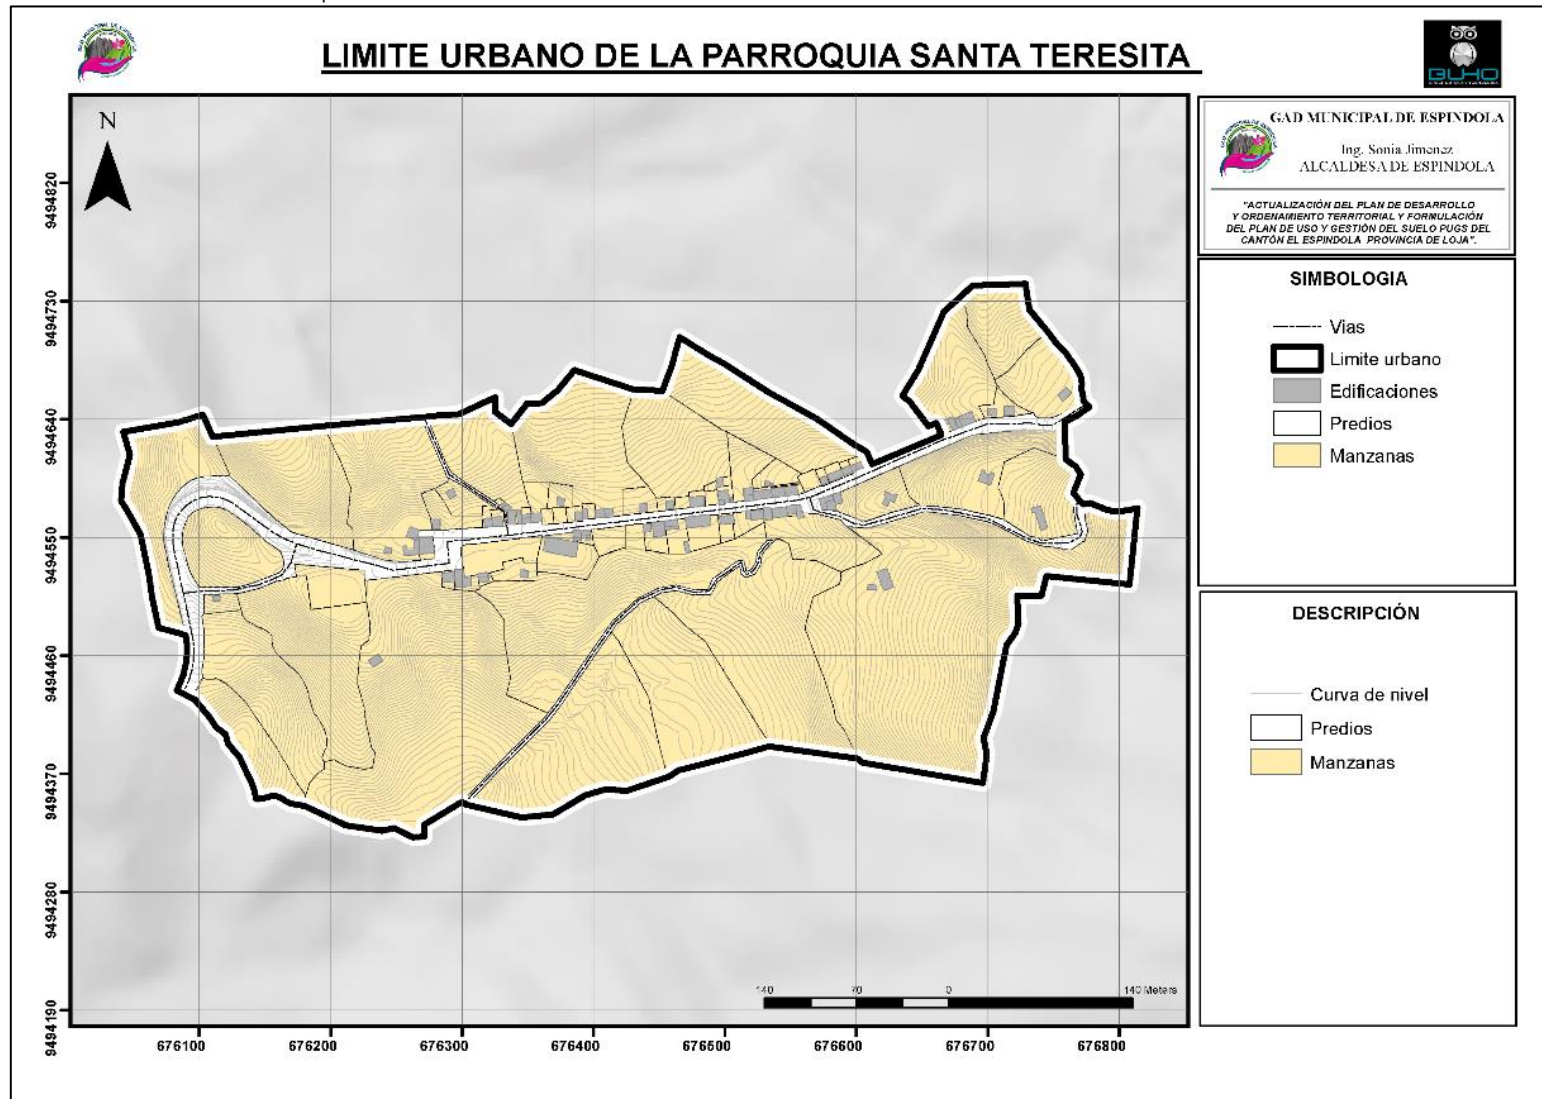 LIMITE URBANO DE LA PARROQUIA SANTA TERESITA
BUHO
GAD MUNICIPAL DE ESPINDOLA
Ing. Sonia Jimenez
ALCALDESA DE ESPINDOLA
"ACTUALIZACIÓN DEL PLAN DE DESARROLLO
Y ORDENAMIENTO TERRITORIAL Y FORMULACIÓN
DEL PLAN DE USO Y GESTIÓN DEL SUELO PUGS DEL
CANTÓN EL ESPINDOLA PROVINCIA DE LOJA".
SIMBOLOGIA
Vias
Limite urbano
Edificaciones
Predios
Manzanas
DESCRIPCIÓN
Curva de nivel
Predios
Manzanas
N
9494820
9494730
9494640
9494550
9494460
9494370
9494280
9494190
140 70 0 140 Meters
676100 676200 676300 676400 676500 676600 676700 676800